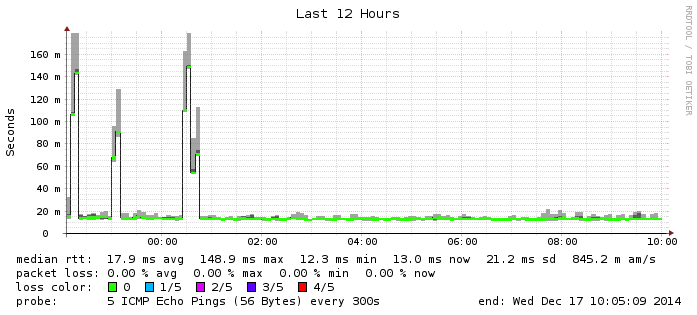 Last 12 Hours
RRDTOOL / TOBI OETIKER
Seconds
160 m
140 m
120 m
100 m
80 m
60 m
40 m
20 m
0
00:00 02:00 04:00 06:00 08:00 10:00
median rtt: 17.9 ms avg 148.9 ms max 12.3 ms min 13.0 ms now 21.2 ms sd 845.2 m am/s
packet loss: 0.00 % avg 0.00 % max 0.00 % min 0.00 % now
loss color: 0 1/5 2/5 3/5 4/5
probe: 5 ICMP Echo Pings (56 Bytes) every 300s end: Wed Dec 17 10:05:09 2014